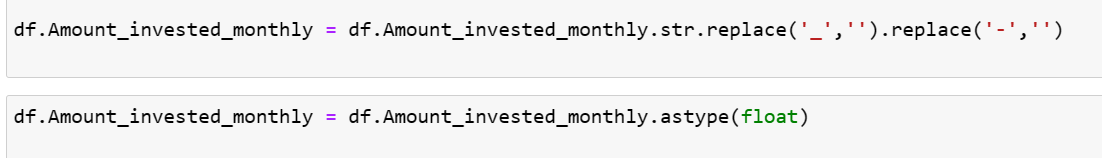 df.Amount_invested_monthly = df.Amount_invested_monthly.str.replace('_','').replace('-','')
df.Amount_invested_monthly = df.Amount_invested_monthly.astype(float)